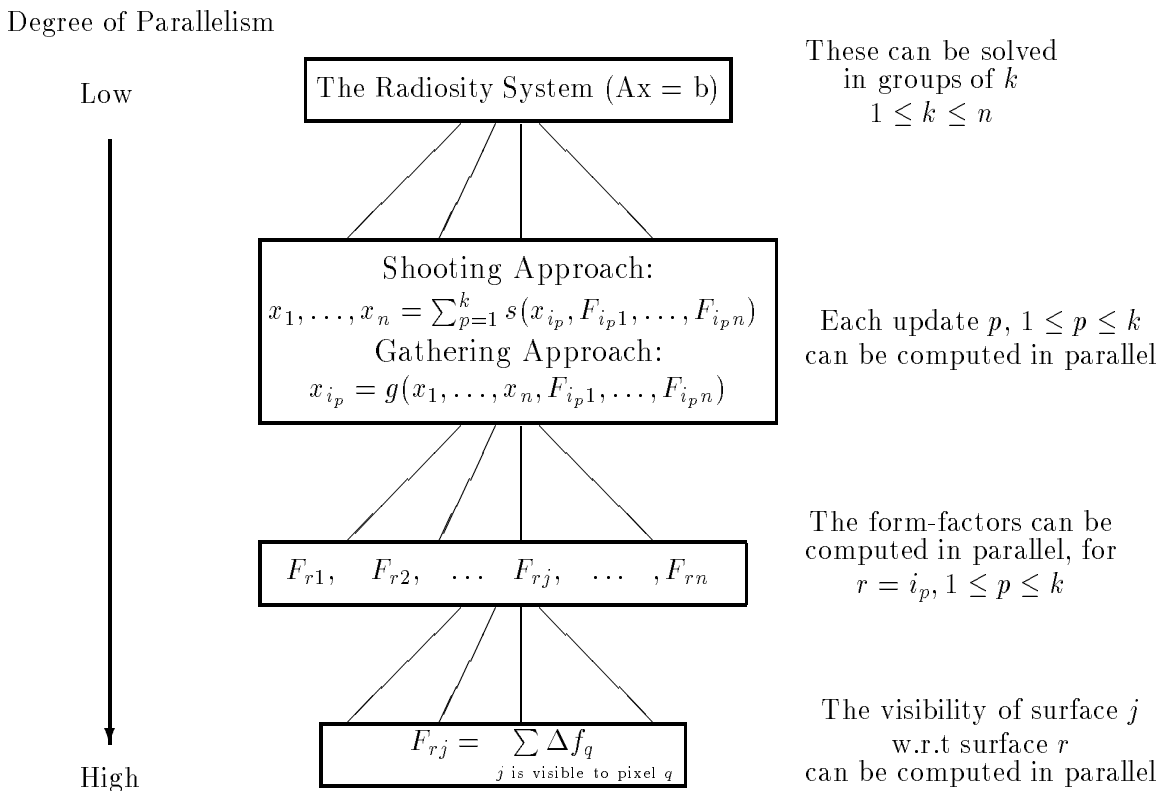 Degree of Parallelism
Low
The Radiosity System (Ax = b)
These can be solved
in groups of k
1 ≤ k ≤ n
Shooting Approach:
x_1, ..., x_n = ∑_{p=1}^{k} s(x_{i_p}, F_{i_p1}, ..., F_{i_pn})
Gathering Approach:
x_{i_p} = g(x_1, ..., x_n, F_{i_p1}, ..., F_{i_pn})
Each update p, 1 ≤ p ≤ k
can be computed in parallel
F_{r1}, F_{r2}, ... F_{rj}, ... , F_{rn}
The form-factors can be
computed in parallel, for
r = i_p, 1 ≤ p ≤ k
F_{rj} = ∑ Δf_q
j is visible to pixel q
The visibility of surface j
w.r.t surface r
can be computed in parallel
High